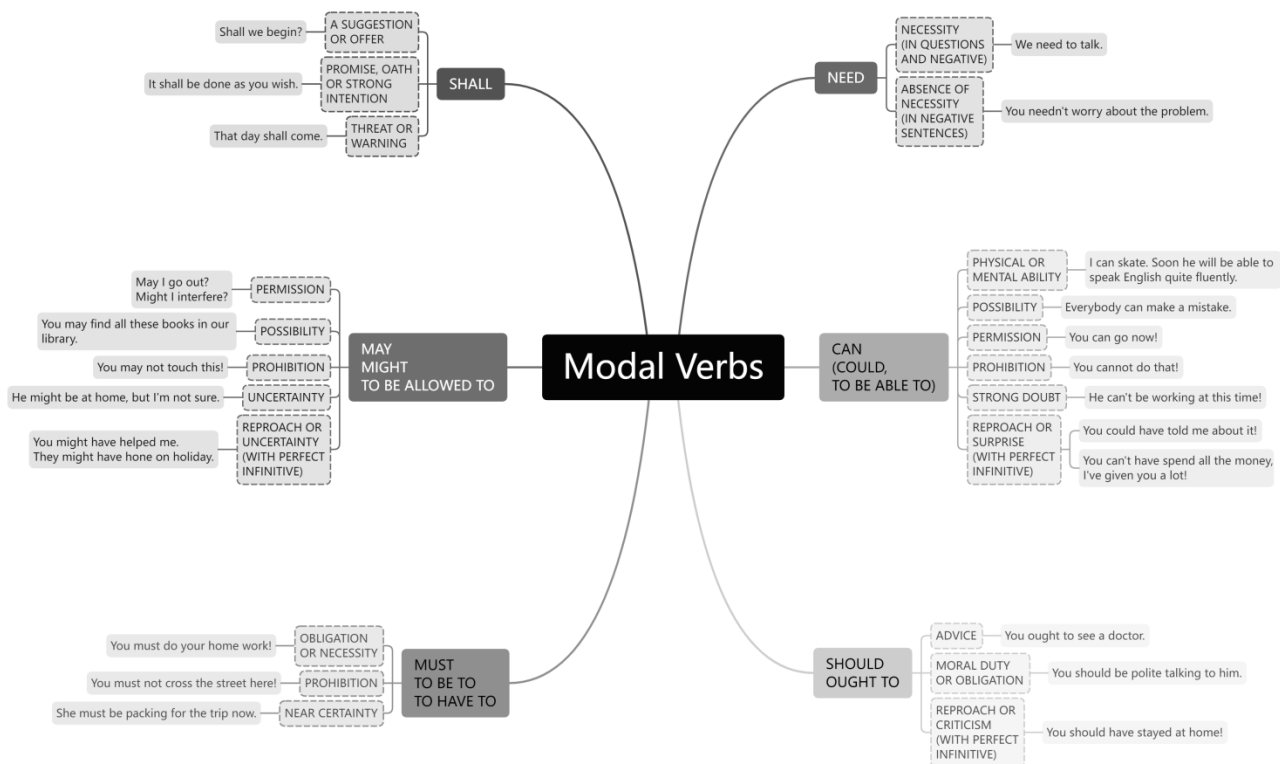 Modal Verbs
SHALL
A SUGGESTION
OR OFFER
Shall we begin?
PROMISE, OATH
OR STRONG
INTENTION
It shall be done as you wish.
THREAT OR
WARNING
That day shall come.
MAY
MIGHT
TO BE ALLOWED TO
PERMISSION
May I go out?
Might I interfere?
POSSIBILITY
You may find all these books in our
library.
PROHIBITION
You may not touch this!
UNCERTAINTY
He might be at home, but I'm not sure.
REPROACH OR
UNCERTAINTY
(WITH PERFECT
INFINITIVE)
You might have helped me.
They might have hone on holiday.
MUST
TO BE TO
TO HAVE TO
OBLIGATION
OR NECESSITY
You must do your home work!
PROHIBITION
You must not cross the street here!
NEAR CERTAINTY
She must be packing for the trip now.
NEED
NECESSITY
(IN QUESTIONS
AND NEGATIVE)
We need to talk.
ABSENCE OF
NECESSITY
(IN NEGATIVE
SENTENCES)
You needn't worry about the problem.
CAN
(COULD,
TO BE ABLE TO)
PHYSICAL OR
MENTAL ABILITY
I can skate. Soon he will be able to
speak English quite fluently.
POSSIBILITY
Everybody can make a mistake.
PERMISSION
You can go now!
PROHIBITION
You cannot do that!
STRONG DOUBT
He can't be working at this time!
REPROACH OR
SURPRISE
(WITH PERFECT
INFINITIVE)
You could have told me about it!
You can't have spend all the money,
I've given you a lot!
SHOULD
OUGHT TO
ADVICE
You ought to see a doctor.
MORAL DUTY
OR OBLIGATION
You should be polite talking to him.
REPROACH OR
CRITICISM
(WITH PERFECT
INFINITIVE)
You should have stayed at home!